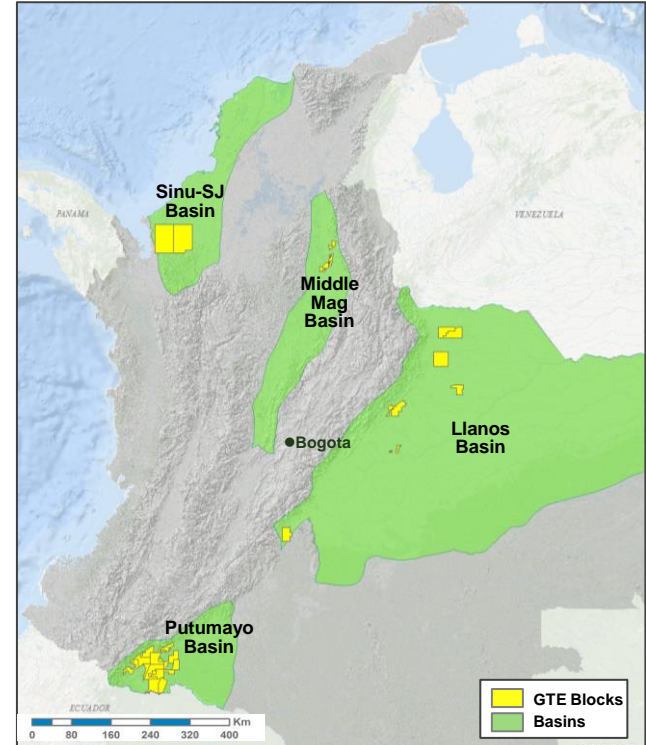 Sinu-SJ
Basin
PANAMA
VENEZUELA
Middle
Mag
Basin
Llanos
Basin
Bogota
Putumayo
Basin
ECUADOR
GTE Blocks
Basins
Km
0 80 160 240 320 400